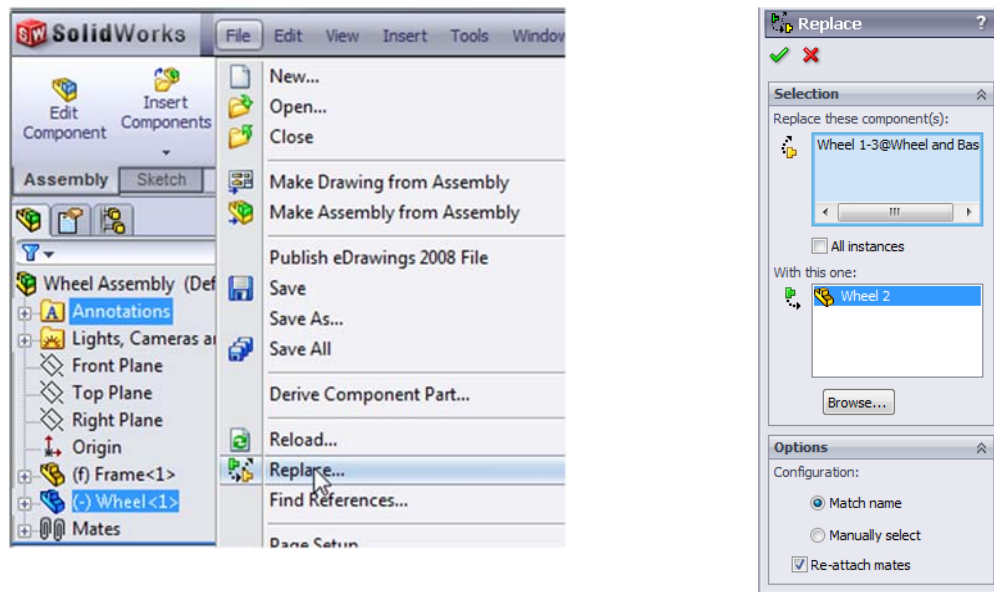 SolidWorks
File Edit View Insert Tools Window
Edit
Component
Insert
Components
Assembly Sketch
Wheel Assembly (Def
Annotations
Lights, Cameras a
Front Plane
Top Plane
Right Plane
Origin
(f) Frame<1>
(-) Wheel<1>
Mates
New...
Open...
Close
Make Drawing from Assembly
Make Assembly from Assembly
Publish eDrawings 2008 File
Save
Save As...
Save All
Derive Component Part...
Reload...
Replace...
Find References...
Page Setup
Replace ?
Selection
Replace these component(s):
Wheel 1-3@Wheel and Bas
All instances
With this one:
Wheel 2
Browse...
Options
Configuration:
Match name
Manually select
Re-attach mates